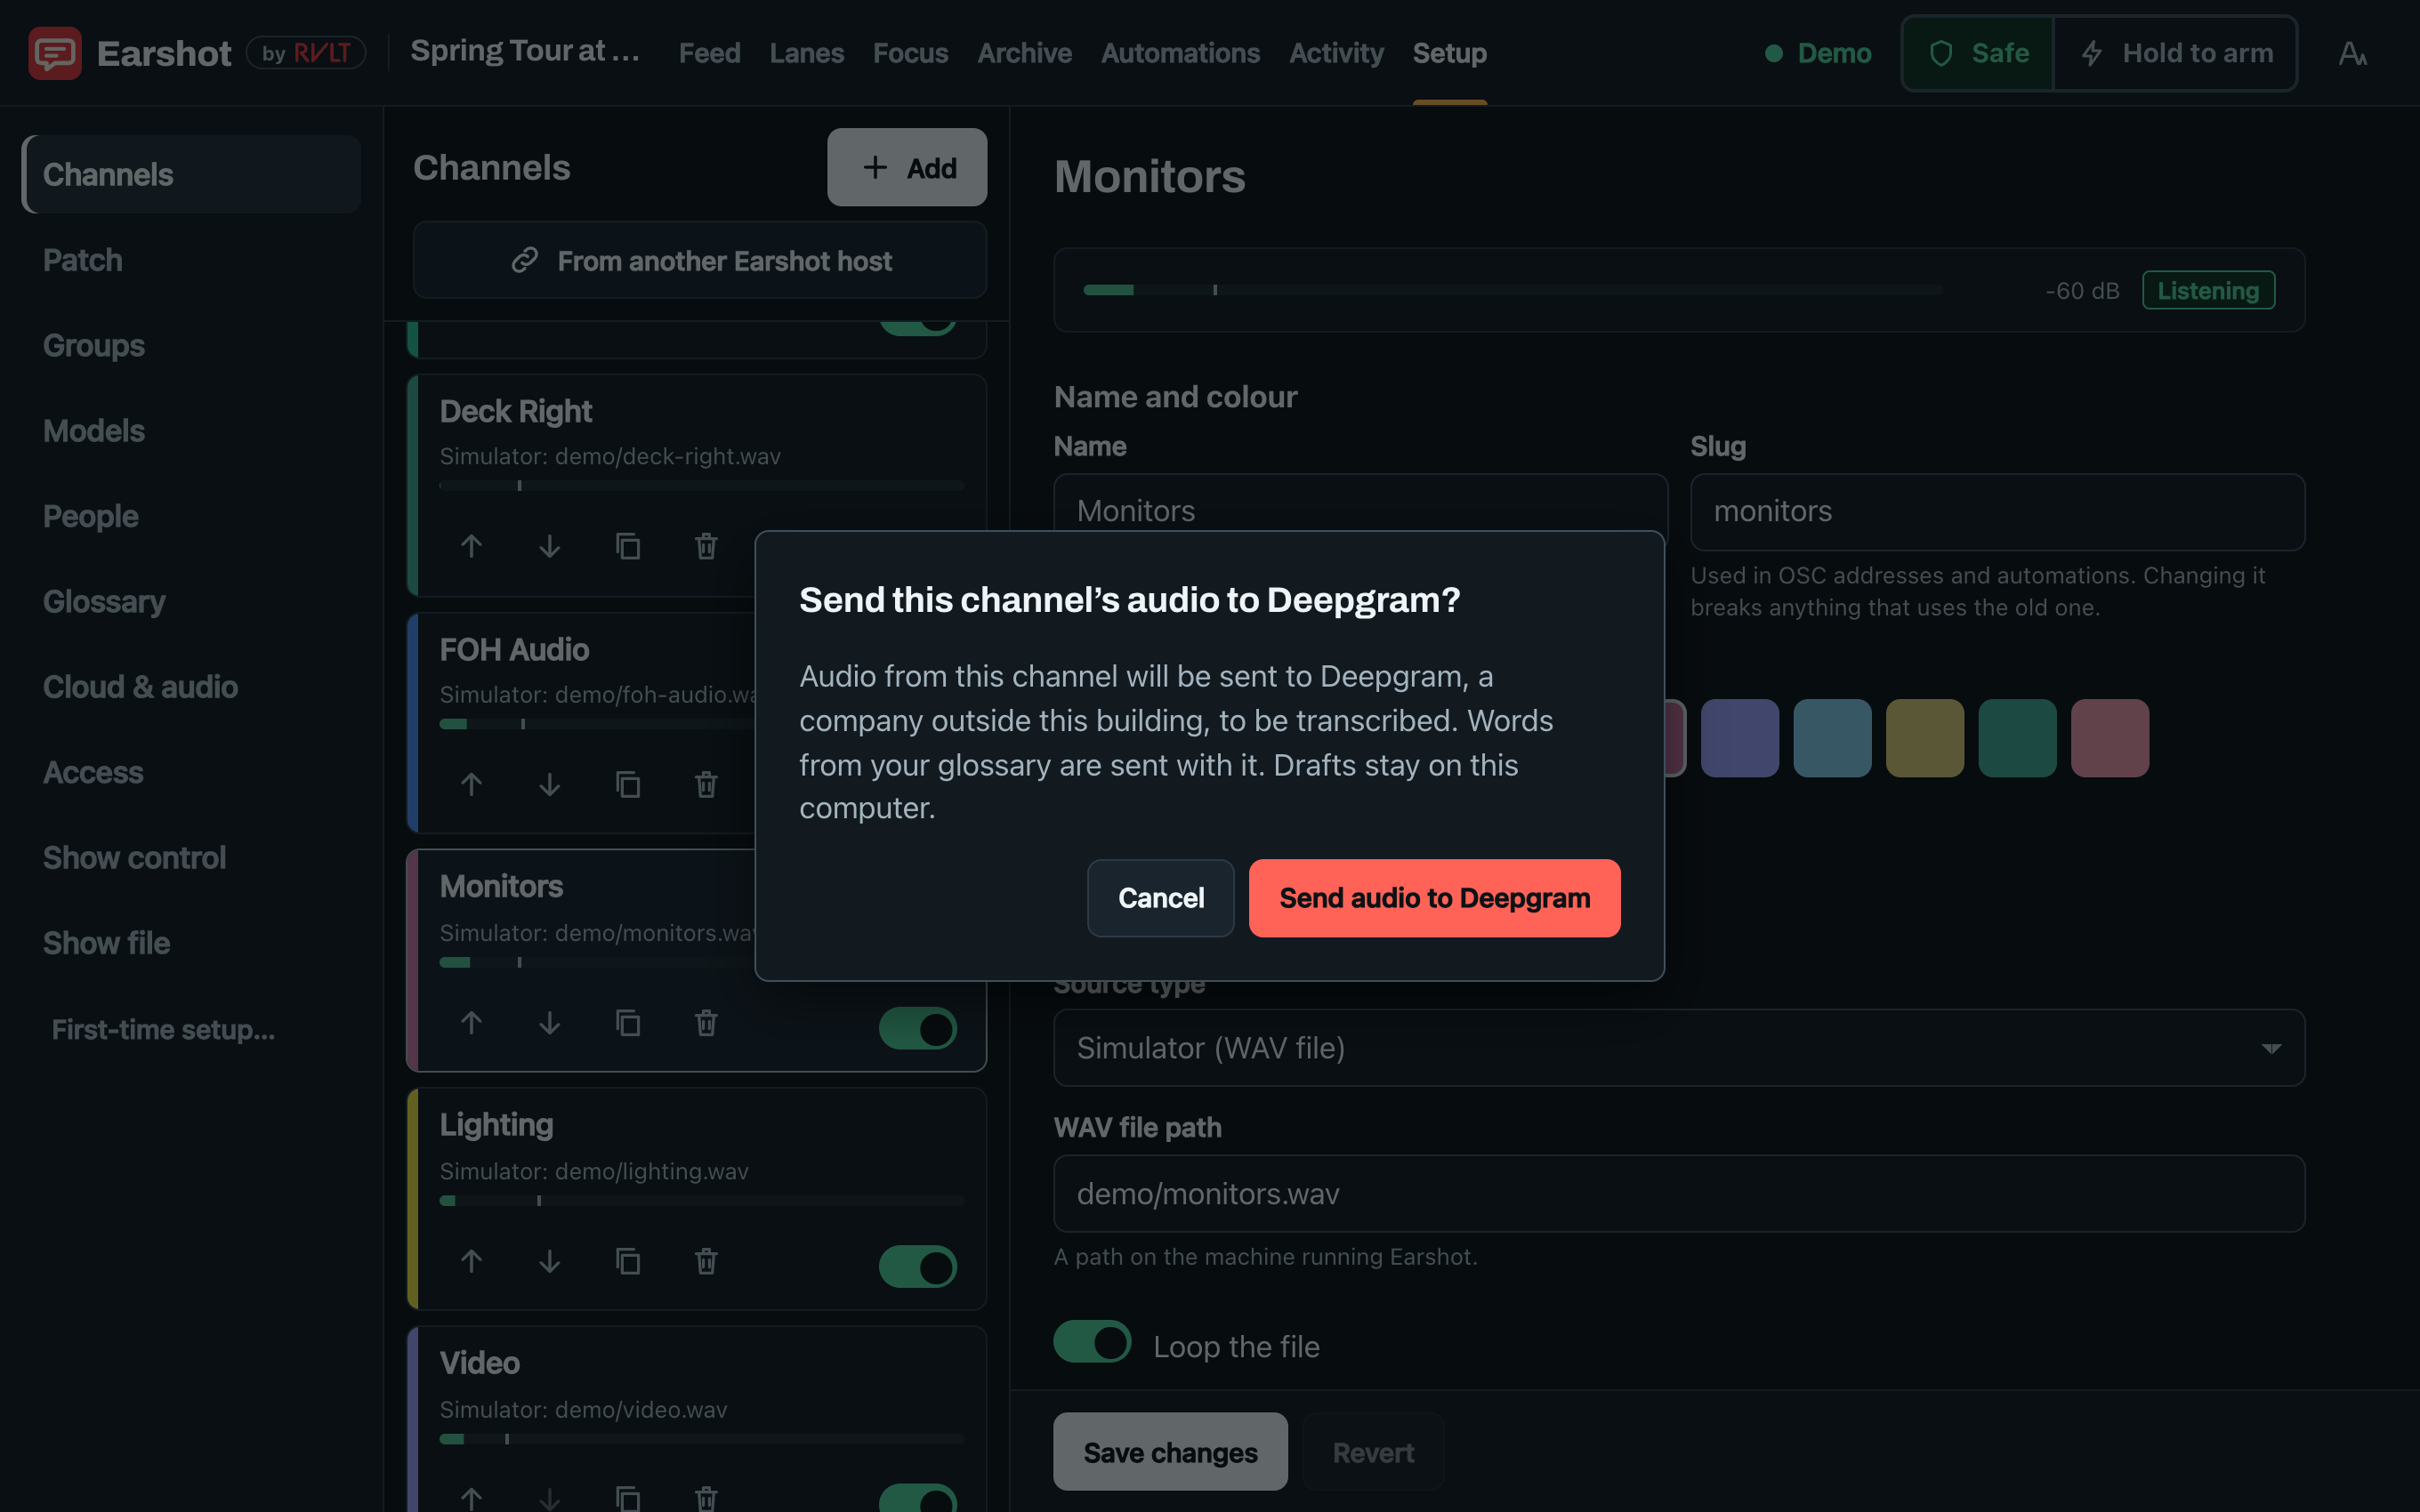 Earshot by RVLT Spring Tour at ... Feed Lanes Focus Archive Automations Activity Setup Demo Safe Hold to arm
Channels
Patch
Groups
Models
People
Glossary
Cloud & audio
Access
Show control
Show file
First-time setup...
Channels
Add
From another Earshot host
Deck Right
Simulator: demo/deck-right.wav
FOH Audio
Simulator: demo/foh-audio.wa
Monitors
Simulator: demo/monitors.wav
Lighting
Simulator: demo/lighting.wav
Video
Simulator: demo/video.wav
Monitors
-60 dB Listening
Name and colour
Name
Monitors
Slug
monitors
Used in OSC addresses and automations. Changing it
breaks anything that uses the old one.
Send this channel’s audio to Deepgram?
Audio from this channel will be sent to Deepgram, a
company outside this building, to be transcribed. Words
from your glossary are sent with it. Drafts stay on this
computer.
Cancel
Send audio to Deepgram
Source type
Simulator (WAV file)
WAV file path
demo/monitors.wav
A path on the machine running Earshot.
Loop the file
Save changes
Revert